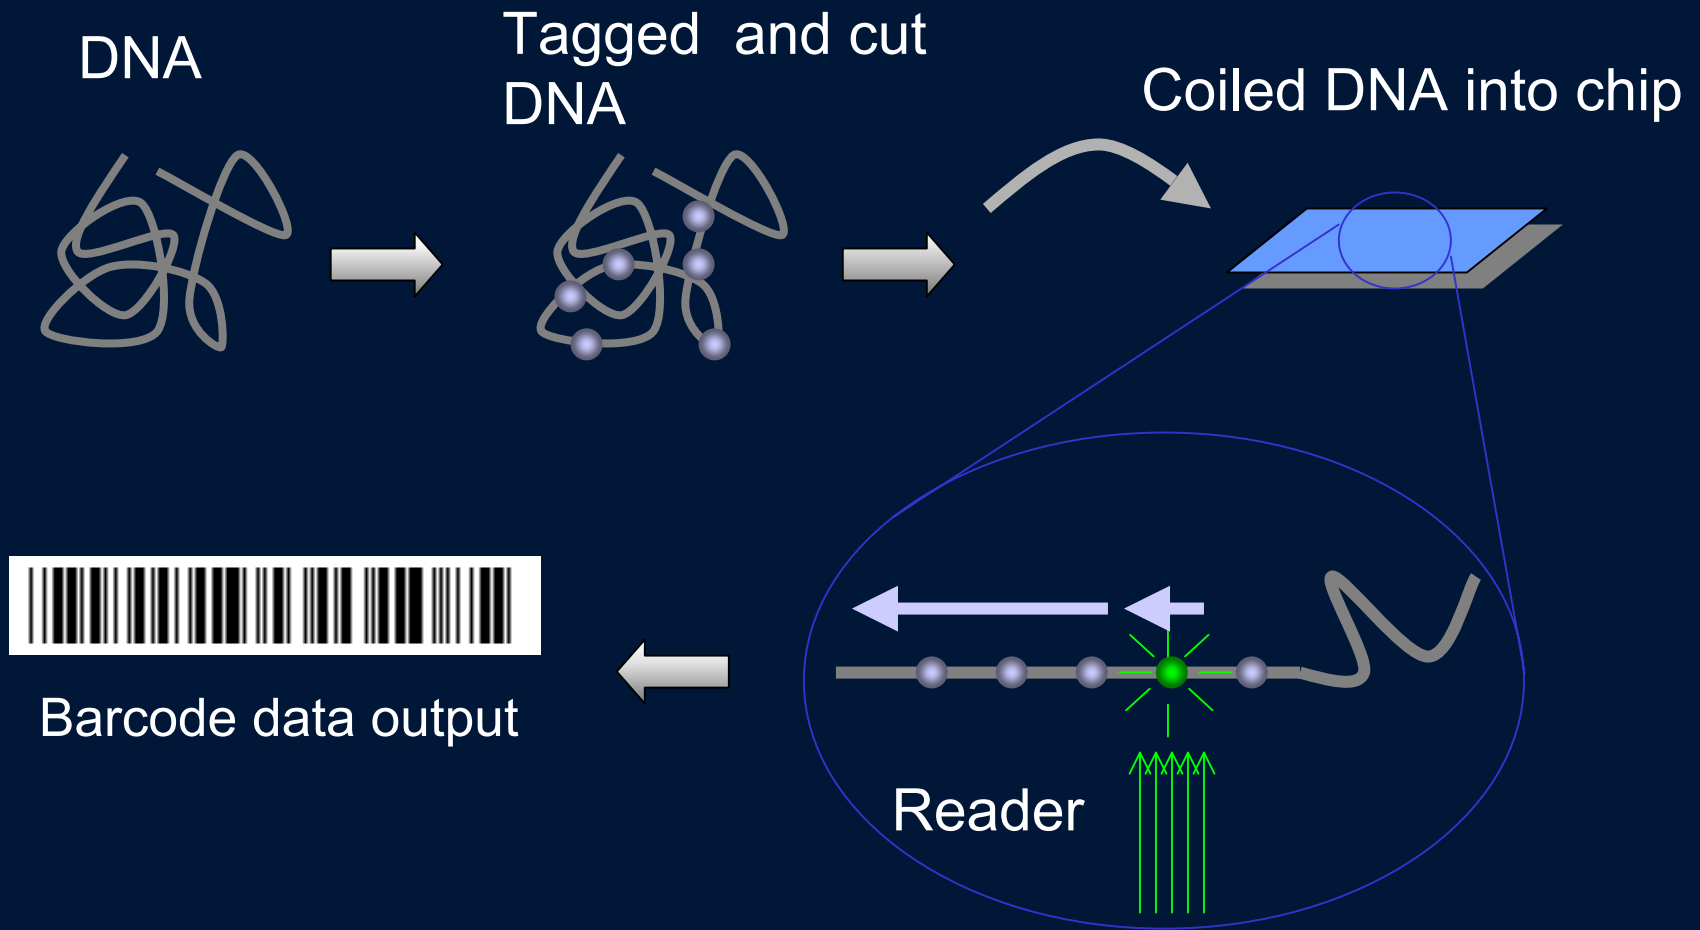 DNA
Tagged and cut
DNA
Coiled DNA into chip
Barcode data output
Reader